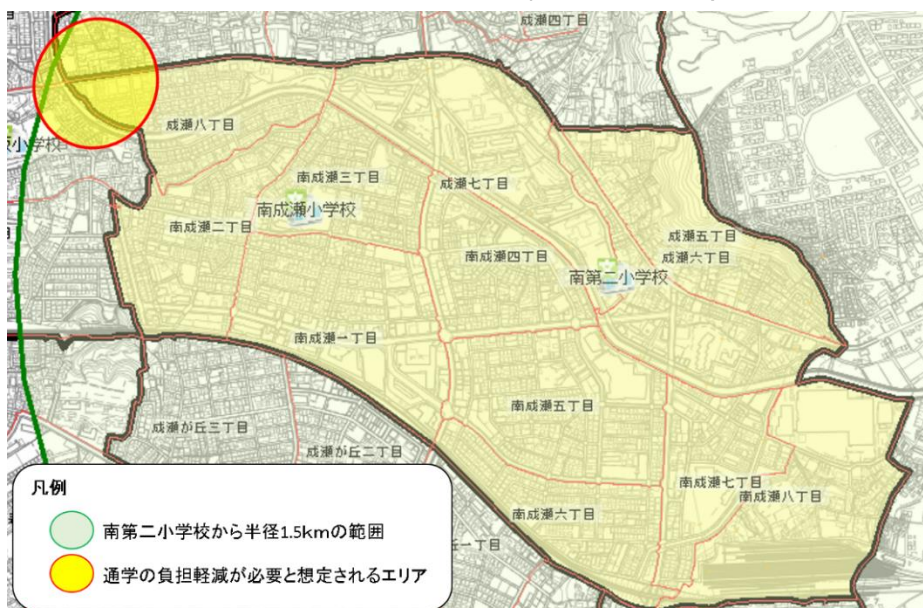 成瀬四丁目
成瀬八丁目
小学校
南成瀬三丁目
成瀬七丁目
南成瀬小学校
南成瀬二丁目
成瀬五丁目
南成瀬四丁目
成瀬六丁目
南第二小学校
南成瀬一丁目
南成瀬五丁目
成瀬が丘三丁目
成瀬が丘二丁目
南成瀬七丁目
南成瀬八丁目
南成瀬六丁目
丘一丁目
凡例
南第二小学校から半径1.5kmの範囲
通学の負担軽減が必要と想定されるエリア